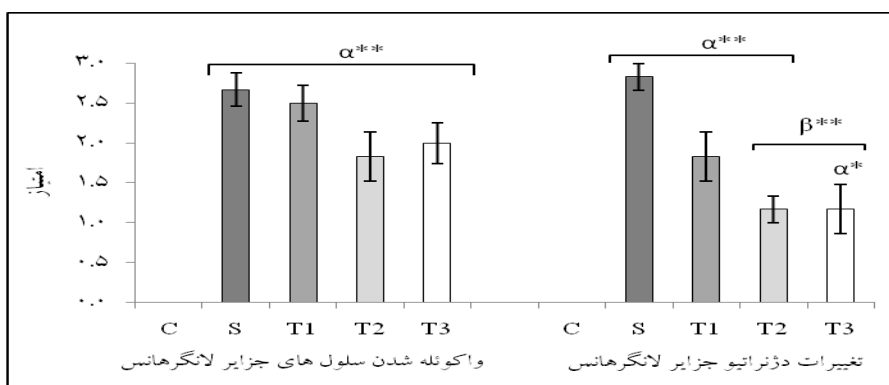 α** α**
β**
α*
امتیاز
۳.۰
۲.۵
۲.۰
۱.۵
۱.۰
۰.۵
۰.۰
C S T1 T2 T3 C S T1 T2 T3
واکوئله شدن سلول های جزایر لانگرهانس
تغییرات دژنراتیو جزایر لانگرهانس